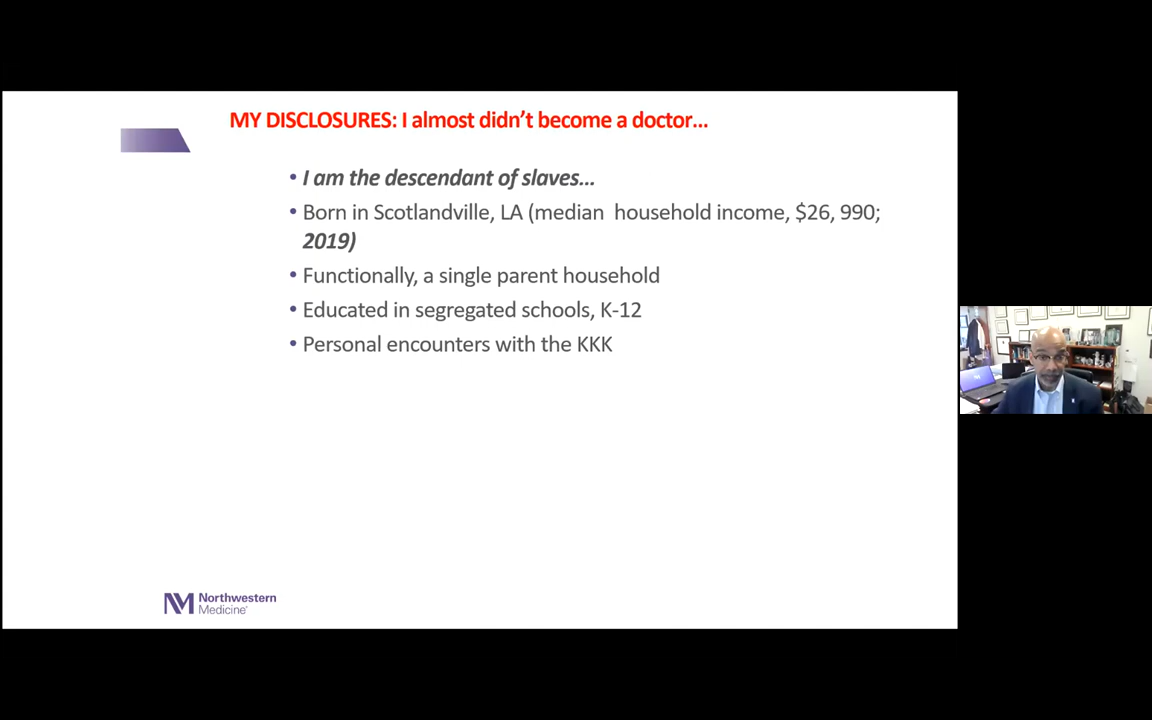 MY DISCLOSURES: I almost didn't become a doctor...
• I am the descendant of slaves...
• Born in Scotlandville, LA (median household income, $26, 990;
2019)
• Functionally, a single parent household
• Educated in segregated schools, K-12
• Personal encounters with the KKK
NM Northwestern
Medicine®